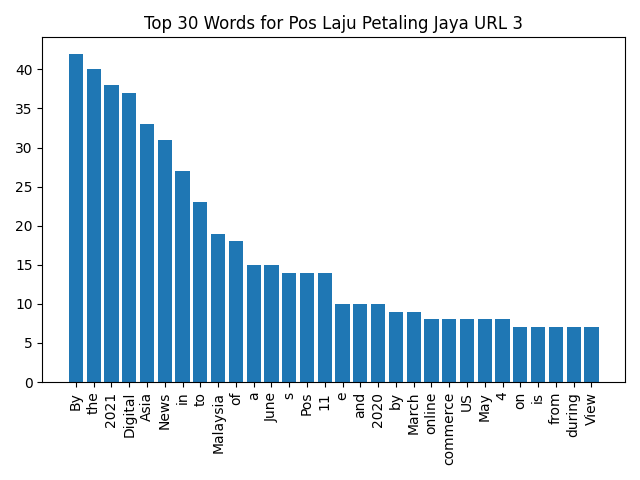 Top 30 Words for Pos Laju Petaling Jaya URL 3
40
35
30
25
20
15
10
5
0
By
the
2021
Digital
Asia
News
in
to
Malaysia
of
a
June
s
Pos
11
e
and
2020
by
March
online
commerce
US
May
4
on
is
from
during
View